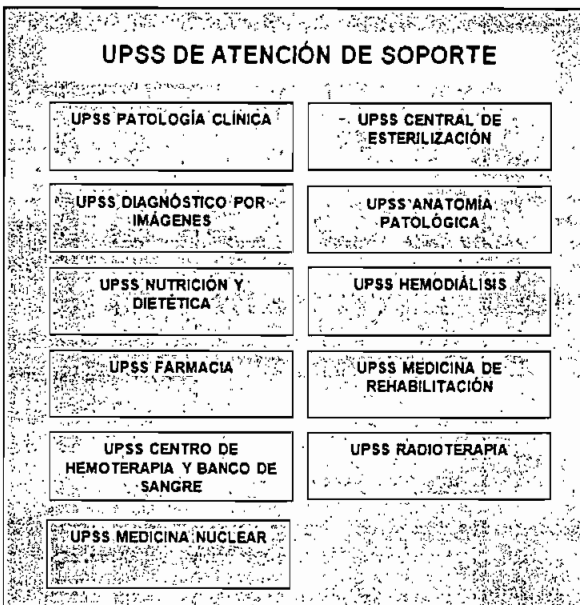 UPSS DE ATENCIÓN DE SOPORTE
UPSS PATOLOGÍA CLÍNICA
UPSS CENTRAL DE
ESTERILIZACIÓN
UPSS DIAGNÓSTICO POR
IMÁGENES
UPSS ANATOMÍA
PATOLÓGICA
UPSS NUTRICIÓN Y
DIETÉTICA
UPSS HEMODIÁLISIS
UPSS FARMACIA
UPSS MEDICINA DE
REHABILITACIÓN
UPSS CENTRO DE
HEMOTERAPIA Y BANCO DE
SANGRE
UPSS RADIOTERAPIA
UPSS MEDICINA NUCLEAR